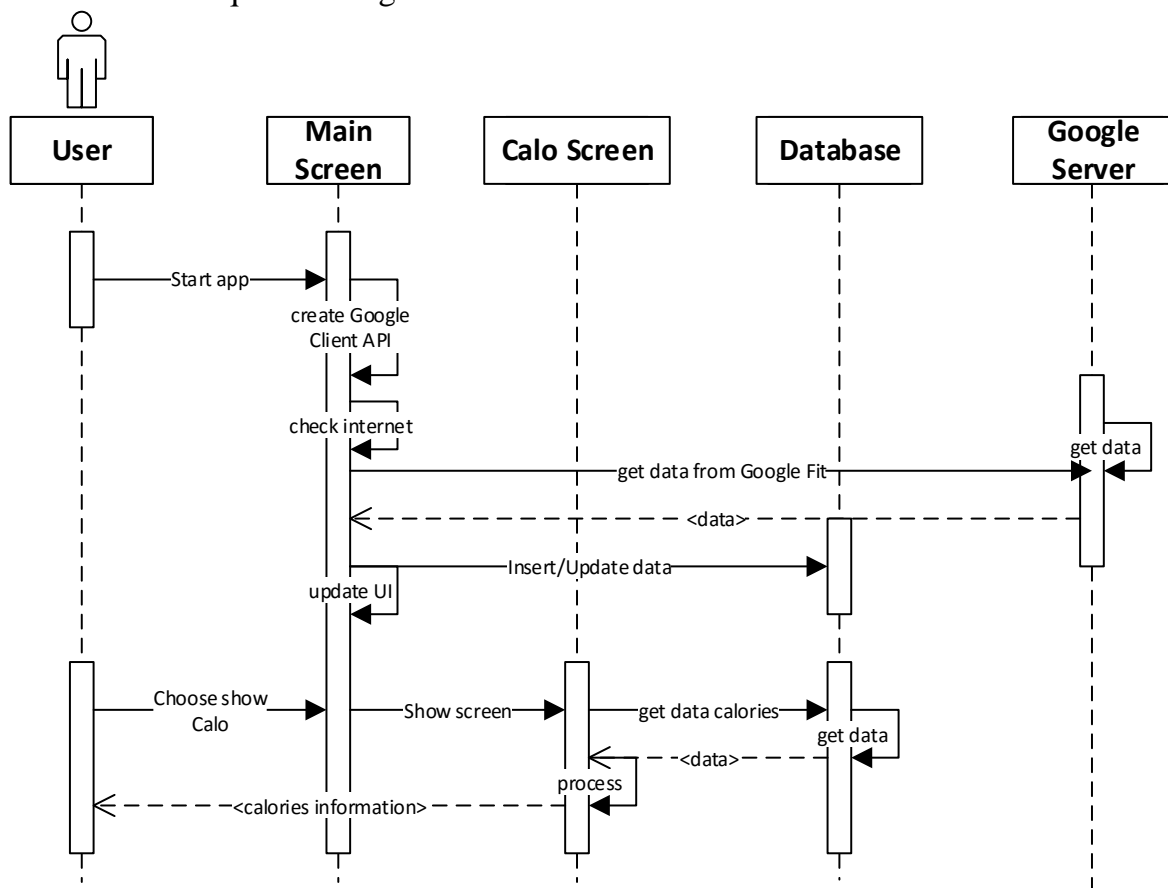 User
Main
Screen
Calo Screen
Database
Google
Server
Start app
create Google
Client API
check internet
get data
get data from Google Fit
<data>
Insert/Update data
update UI
Choose show
Calo
Show screen
get data calories
get data
<data>
process
<calories information>